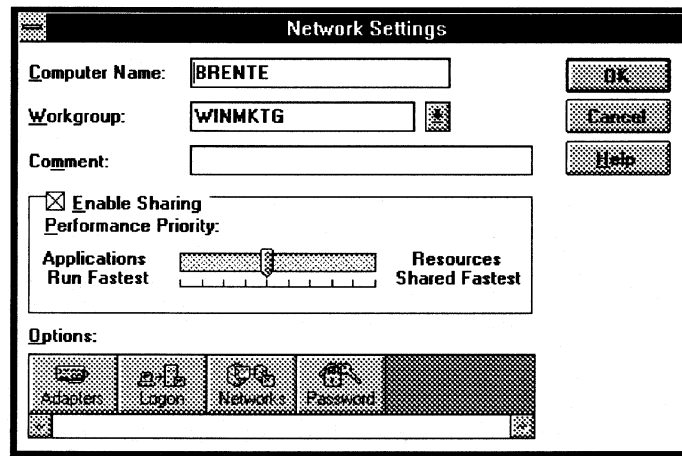 Network Settings
Computer Name: BRENTE
OK
Workgroup: WINMKTG
Cancel
Comment:
Help
Enable Sharing
Performance Priority:
Applications Resources
Run Fastest Shared Fastest
Options:
Adapters Logon Networks Password